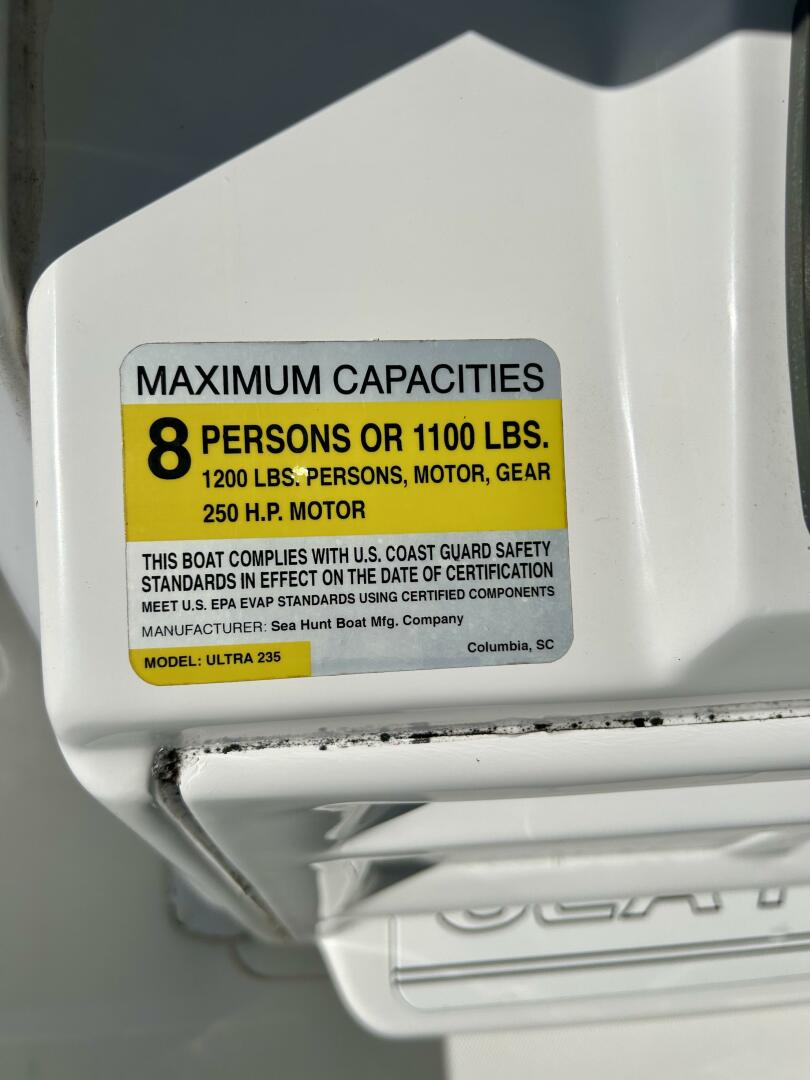 MAXIMUM CAPACITIES
8 PERSONS OR 1100 LBS.
1200 LBS. PERSONS, MOTOR, GEAR
250 H.P. MOTOR
THIS BOAT COMPLIES WITH U.S. COAST GUARD SAFETY
STANDARDS IN EFFECT ON THE DATE OF CERTIFICATION
MEET U.S. EPA EVAP STANDARDS USING CERTIFIED COMPONENTS
MANUFACTURER: Sea Hunt Boat Mfg. Company
Columbia, SC
MODEL: ULTRA 235